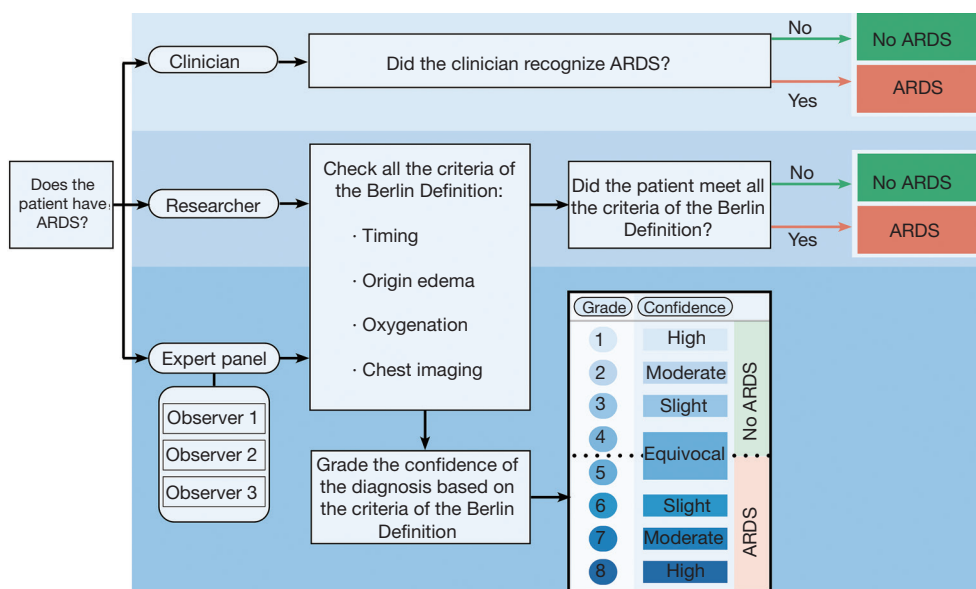 Does the
patient have
ARDS?
Clinician
Did the clinician recognize ARDS?
No
Yes
No ARDS
ARDS
Researcher
Check all the criteria of
the Berlin Definition:
· Timing
· Origin edema
· Oxygenation
· Chest imaging
Did the patient meet all
the criteria of the Berlin
Definition?
No
Yes
No ARDS
ARDS
Expert panel
Observer 1
Observer 2
Observer 3
Grade the confidence of
the diagnosis based on
the criteria of the Berlin
Definition
Grade Confidence
1 High
2 Moderate
3 Slight
4
Equivocal
5
6 Slight
7 Moderate
8 High
No ARDS
ARDS